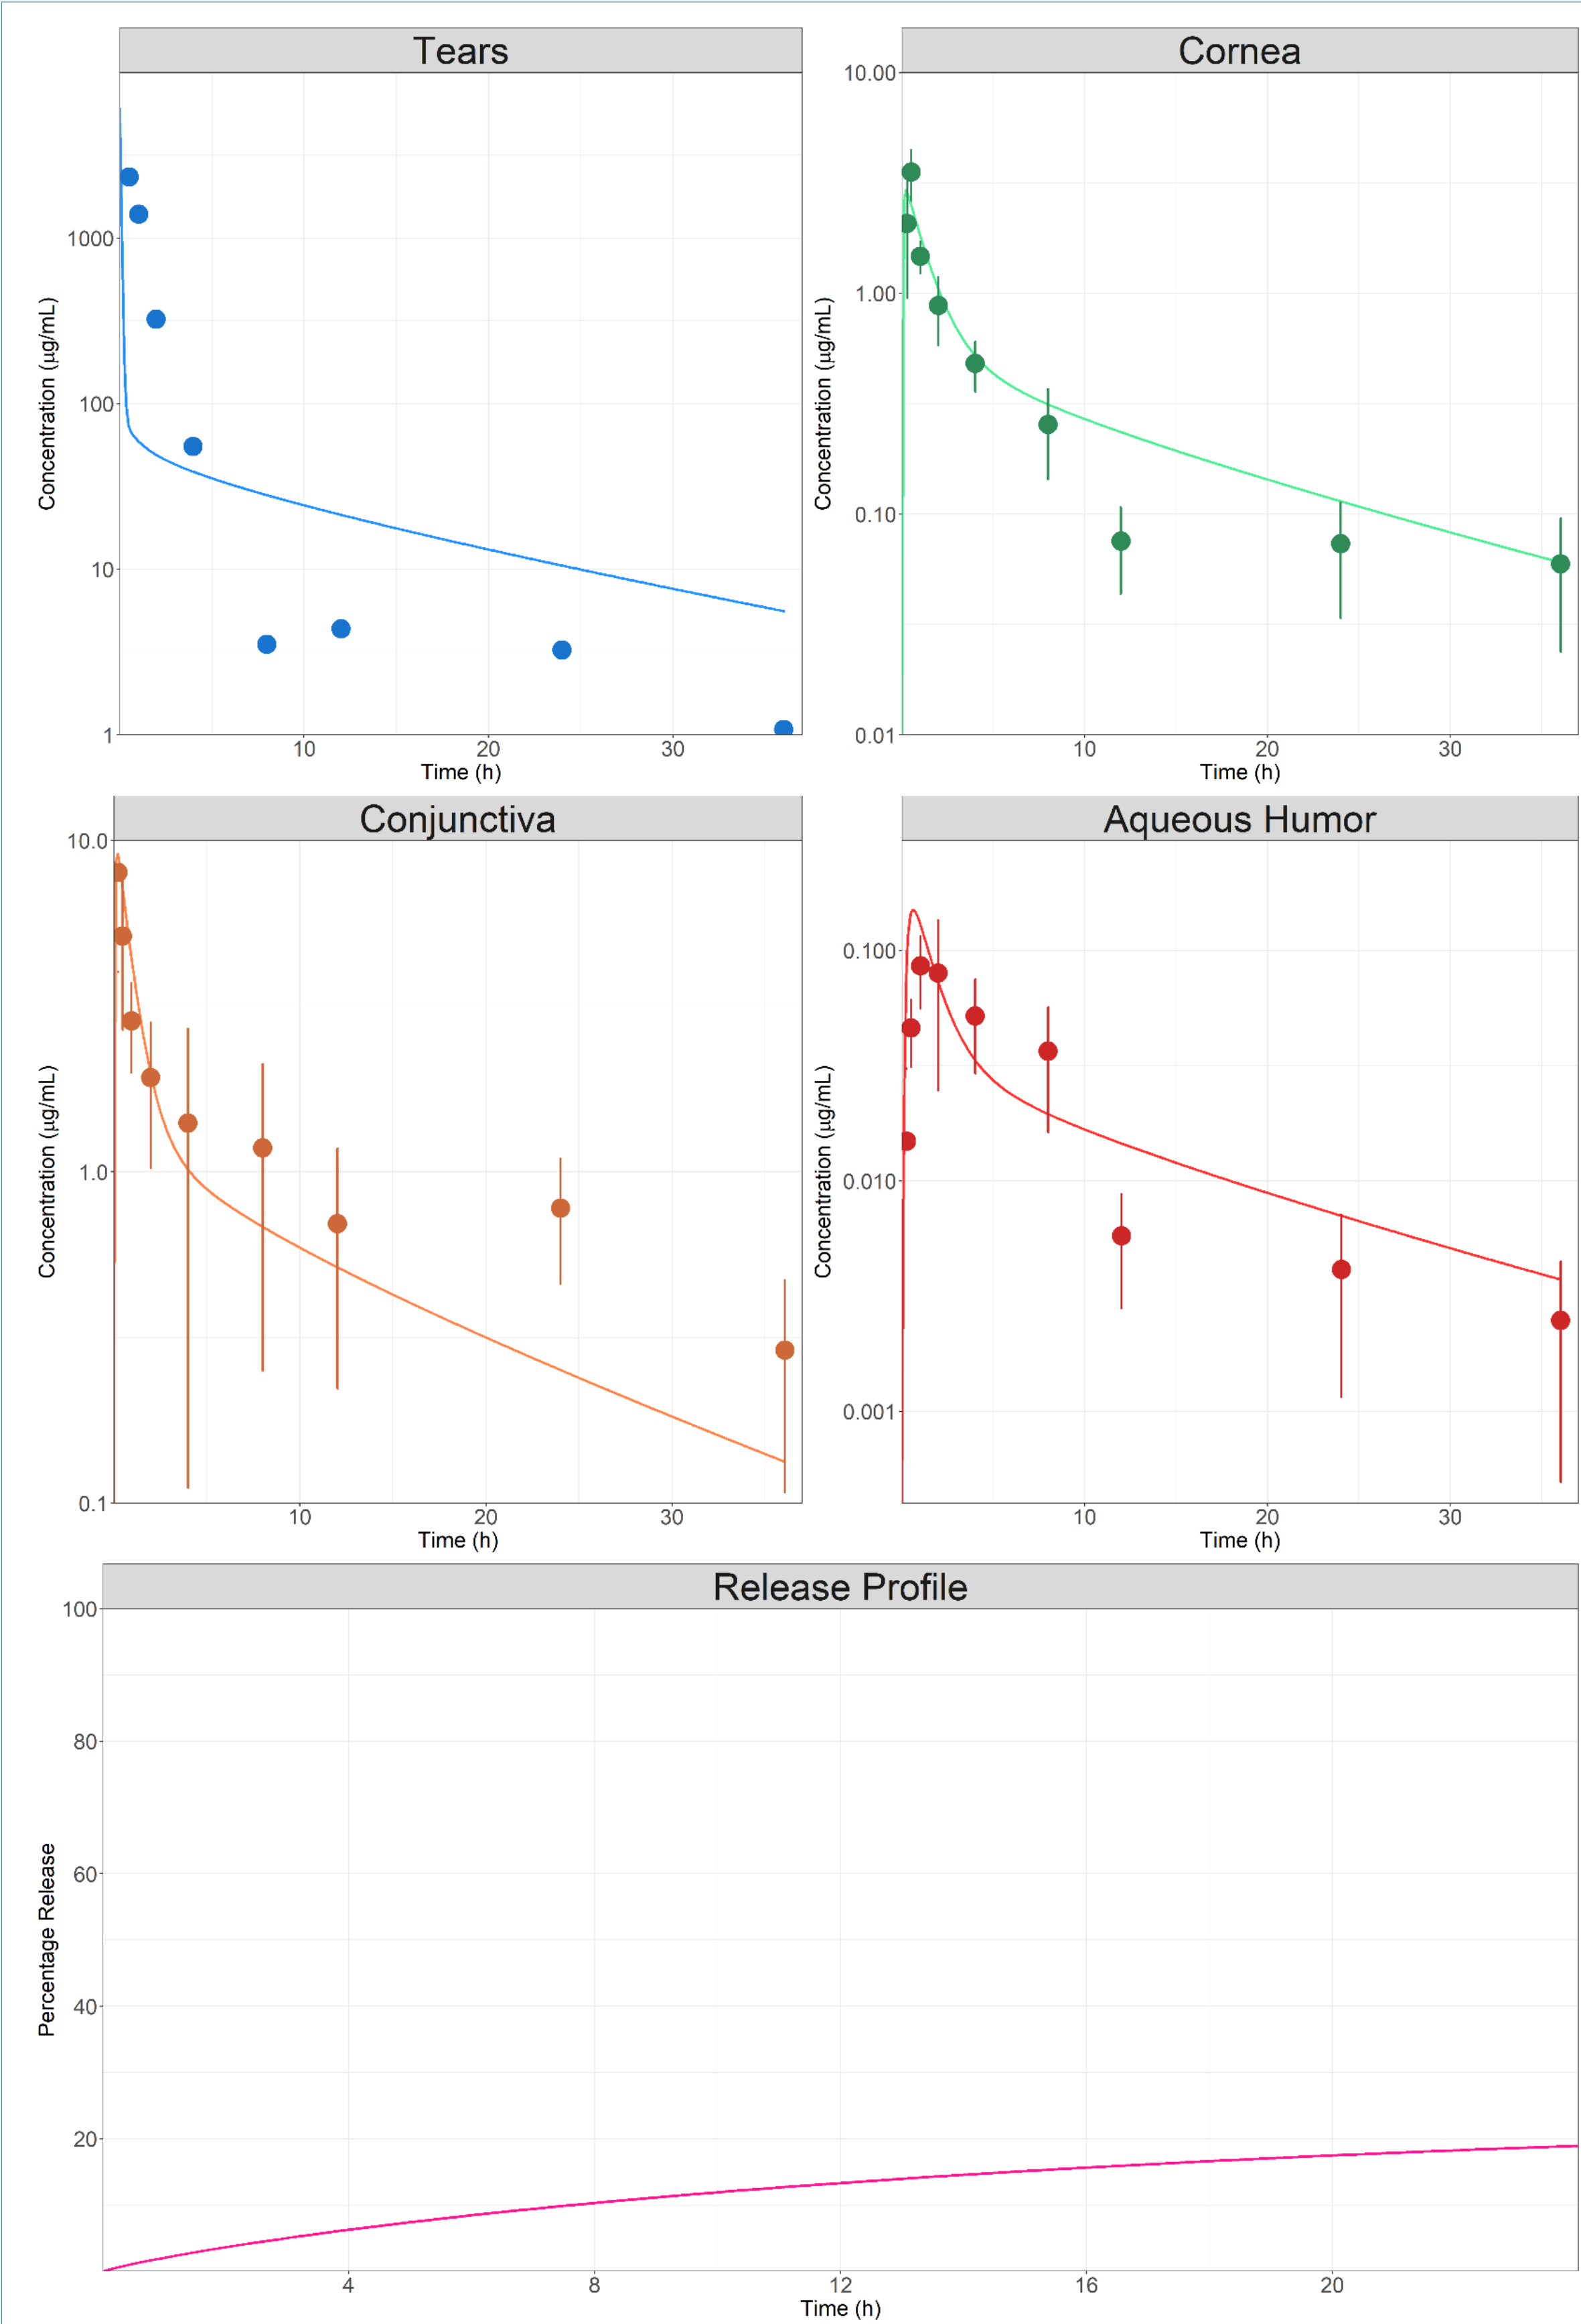 Tears
Concentration (μg/mL)
1000
100
10
1
10 20 30
Time (h)
Cornea
Concentration (μg/mL)
10.00
1.00
0.10
0.01
10 20 30
Time (h)
Conjunctiva
Concentration (μg/mL)
10.0
1.0
0.1
10 20 30
Time (h)
Aqueous Humor
Concentration (μg/mL)
0.100
0.010
0.001
10 20 30
Time (h)
Release Profile
Percentage Release
100
80
60
40
20
4 8 12 16 20
Time (h)